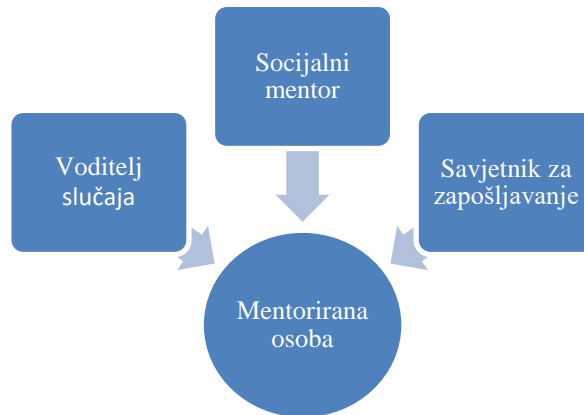 Socijalni
mentor
Voditelj
slučaja
Savjetnik za
zapošljavanje
Mentorirana
osoba